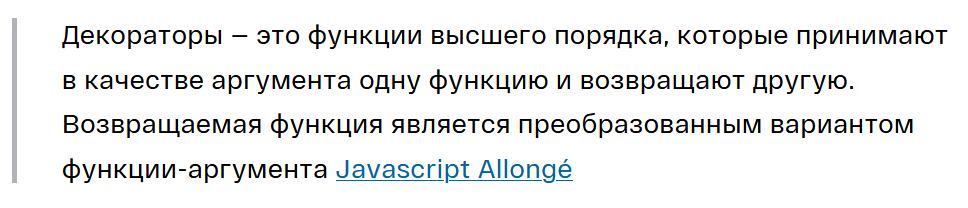 Декораторы — это функции высшего порядка, которые принимают
в качестве аргумента одну функцию и возвращают другую.
Возвращаемая функция является преобразованным вариантом
функции-аргумента Javascript Allongé